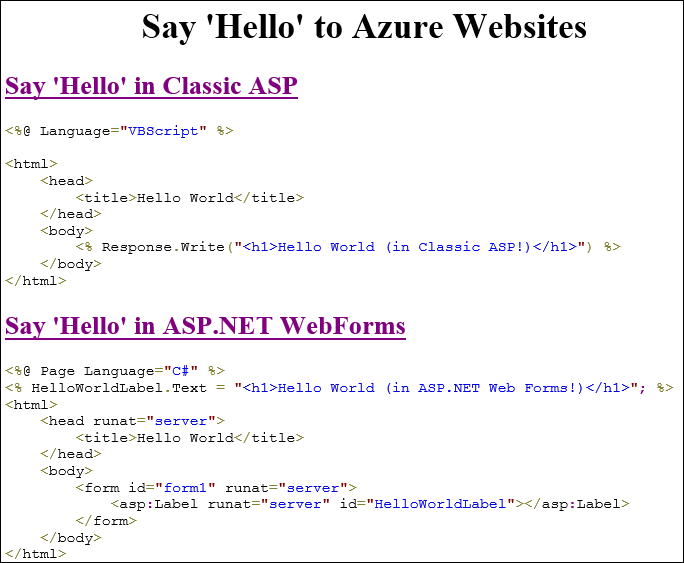 Say 'Hello' to Azure Websites
Say 'Hello' in Classic ASP
<%@ Language="VBScript" %>
<html>
    <head>
        <title>Hello World</title>
    </head>
    <body>
        <% Response.Write("<h1>Hello World (in Classic ASP!)</h1>") %>
    </body>
</html>
Say 'Hello' in ASP.NET WebForms
<%@ Page Language="C#" %>
<% HelloWorldLabel.Text = "<h1>Hello World (in ASP.NET Web Forms!)</h1>"; %>
<html>
    <head runat="server">
        <title>Hello World</title>
    </head>
    <body>
        <form id="form1" runat="server">
            <asp:Label runat="server" id="HelloWorldLabel"></asp:Label>
        </form>
    </body>
</html>